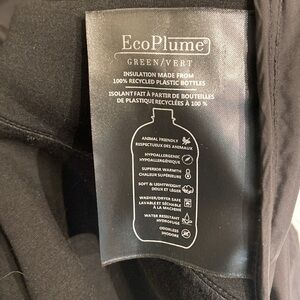 EcoPlume®
GREEN/VERT
INSULATION MADE FROM
100% RECYCLED PLASTIC BOTTLES
ISOLANT FAIT À PARTIR DE BOUTEILLES
DE PLASTIQUE RECYCLÉES À 100 %
ANIMAL FRIENDLY
RESPECTUEUX DES ANIMAUX
HYPOALLERGENIC
HYPOALLERGÉNIQUE
SUPERIOR WARMTH
CHALEUR SUPÉRIEURE
SOFT & LIGHTWEIGHT
DOUX ET LÉGER
WASHER/DRYER SAFE
LAVABLE ET SÉCHABLE
À LA MACHINE
WATER RESISTANT
HYDROFUGE
ODORLESS
INODORE